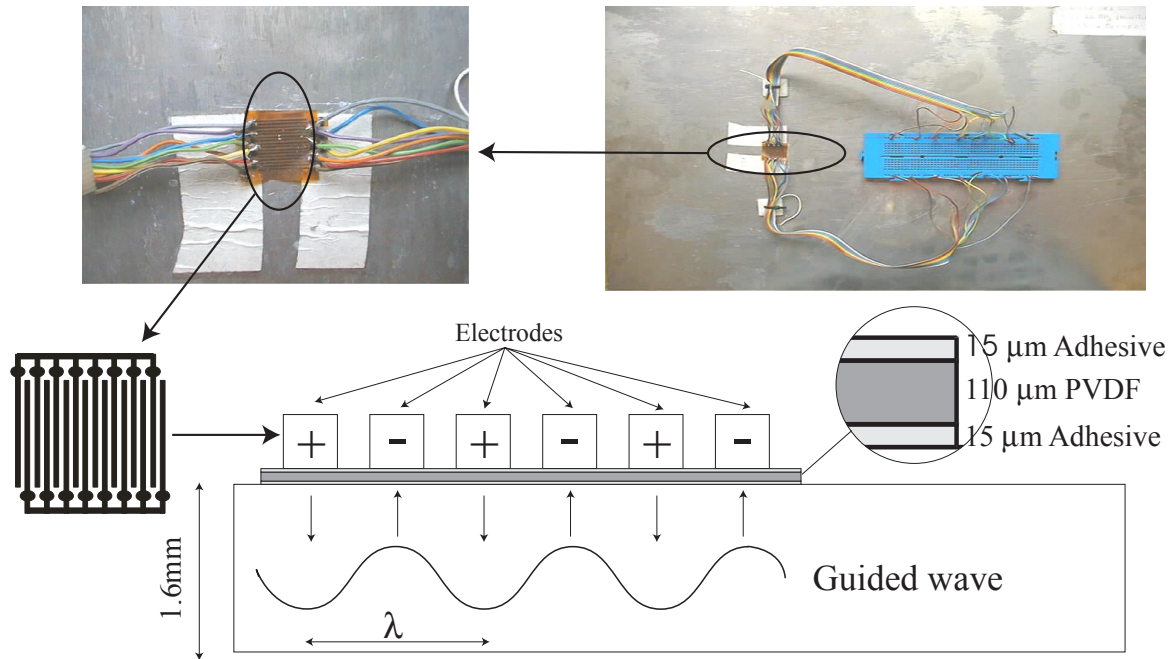 Electrodes
+ - + - + -
15 μm Adhesive
110 μm PVDF
15 μm Adhesive
1.6mm
Guided wave
λ